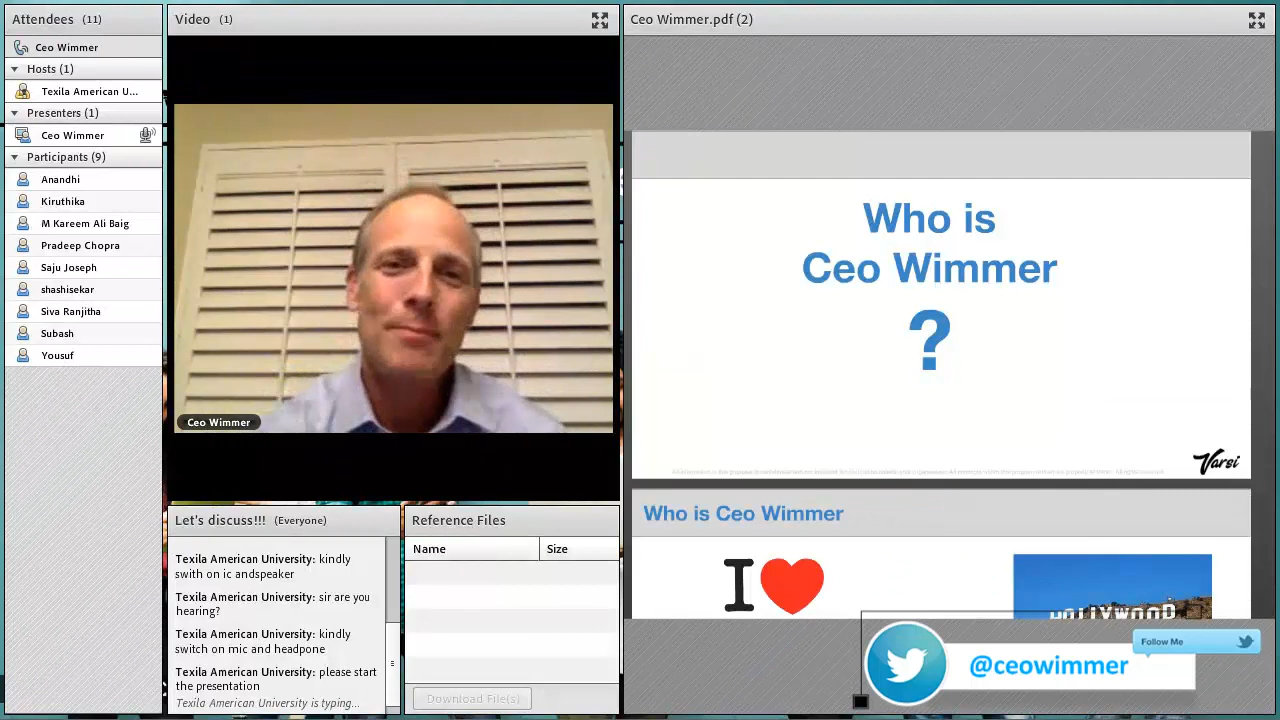 Attendees (11)
Ceo Wimmer
Hosts (1)
Texila American U...
Presenters (1)
Ceo Wimmer
Participants (9)
Anandhi
Kiruthika
M Kareem Ali Baig
Pradeep Chopra
Saju Joseph
shashisekar
Siva Ranjitha
Subash
Yousuf
Video (1)
Ceo Wimmer
Let's discuss!!! (Everyone)
Texila American University: kindly
swith on ic andspeaker
Texila American University: sir are you
hearing?
Texila American University: kindly
switch on mic and headpone
Texila American University: please start
the presentation
Texila American University is typing...
Reference Files
Name Size
Download File(s)
Ceo Wimmer.pdf (2)
Who is
Ceo Wimmer
?
Varsi
Who is Ceo Wimmer
I
HOLLYWOOD
Follow Me
@ceowimmer